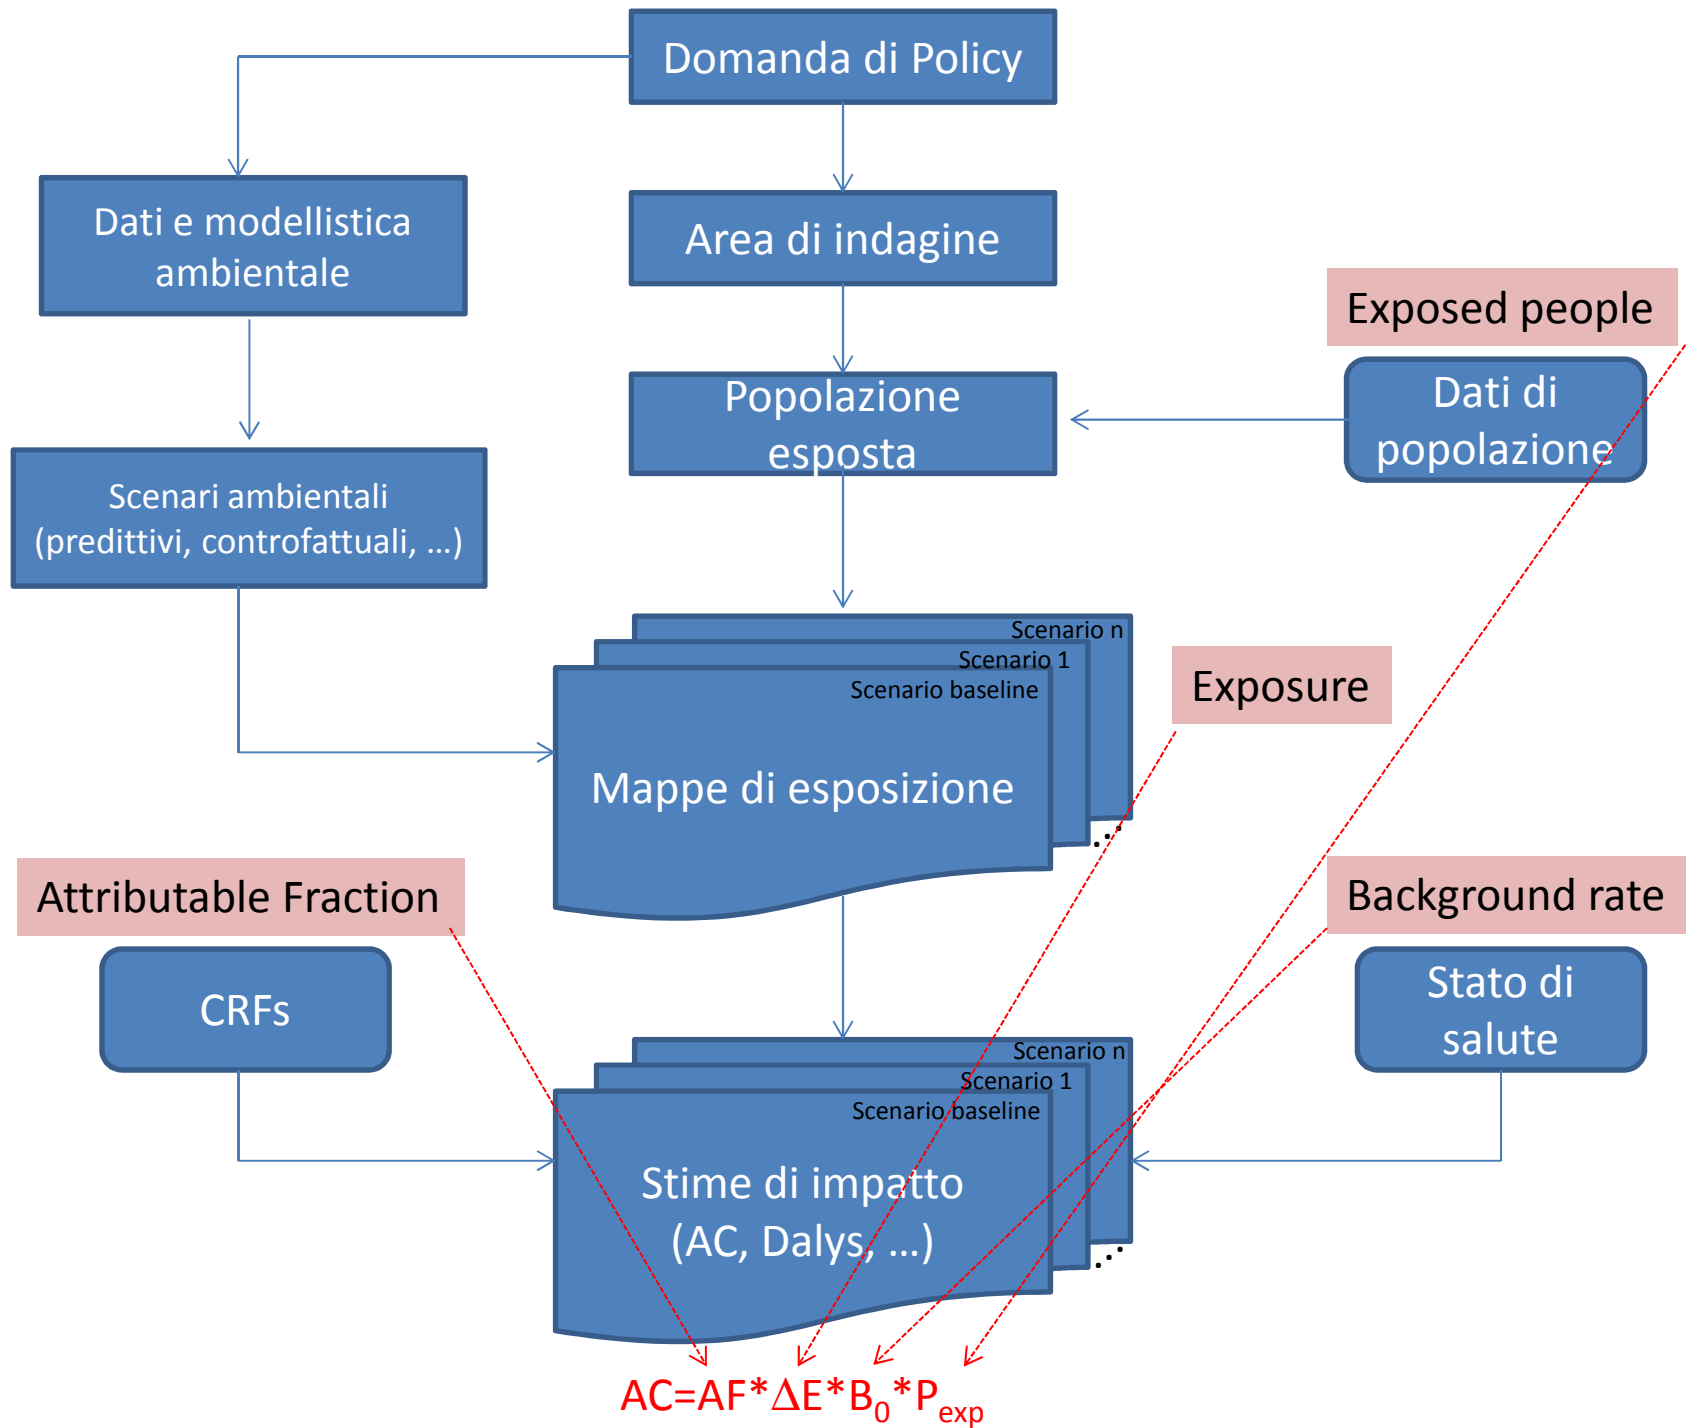 Domanda di Policy
Dati e modellistica
ambientale
Area di indagine
Exposed people
Popolazione
esposta
Dati di
popolazione
Scenari ambientali
(predittivi, controfattuali, …)
Scenario n
Scenario 1
Scenario baseline
Exposure
Mappe di esposizione
...
Attributable Fraction
Background rate
CRFs
Stato di
salute
Scenario n
Scenario 1
Scenario baseline
Stime di impatto
(AC, Dalys, …)
...
AC=AF*ΔE*B₀*Pexp